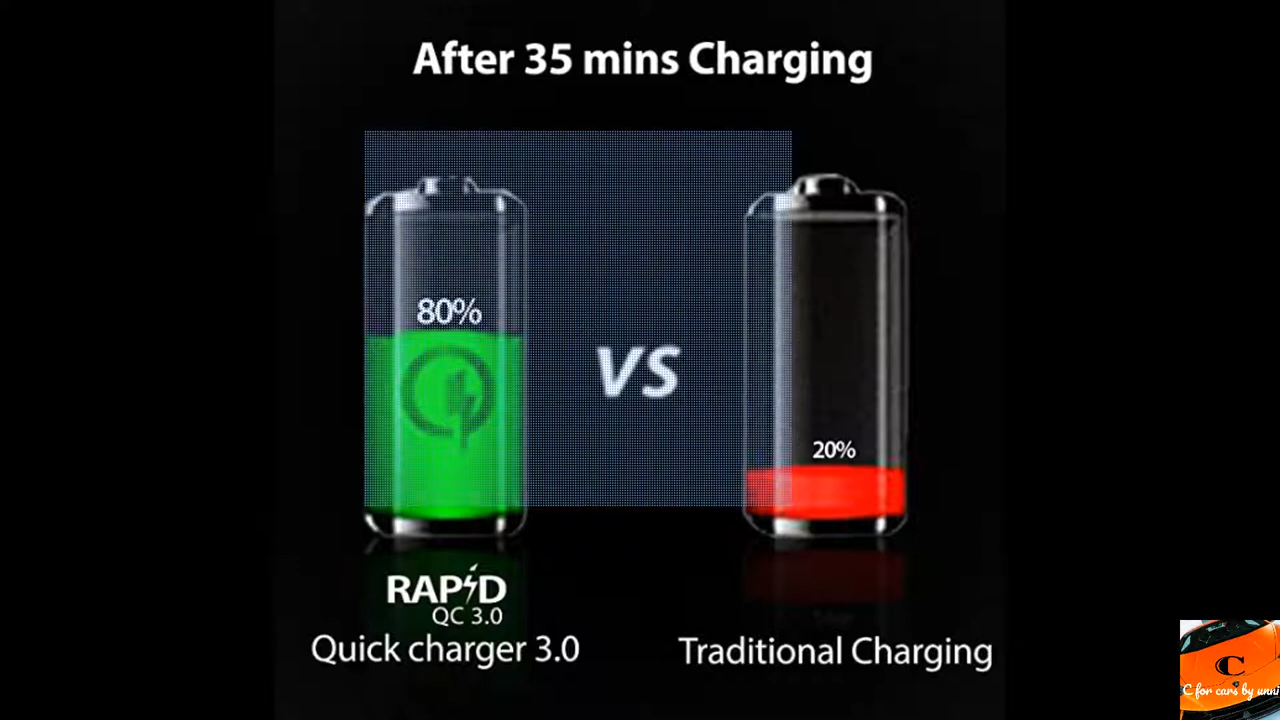 After 35 mins Charging
80%
VS
20%
RAPID
QC 3.0
Quick charger 3.0
Traditional Charging
C
C for cars by unni